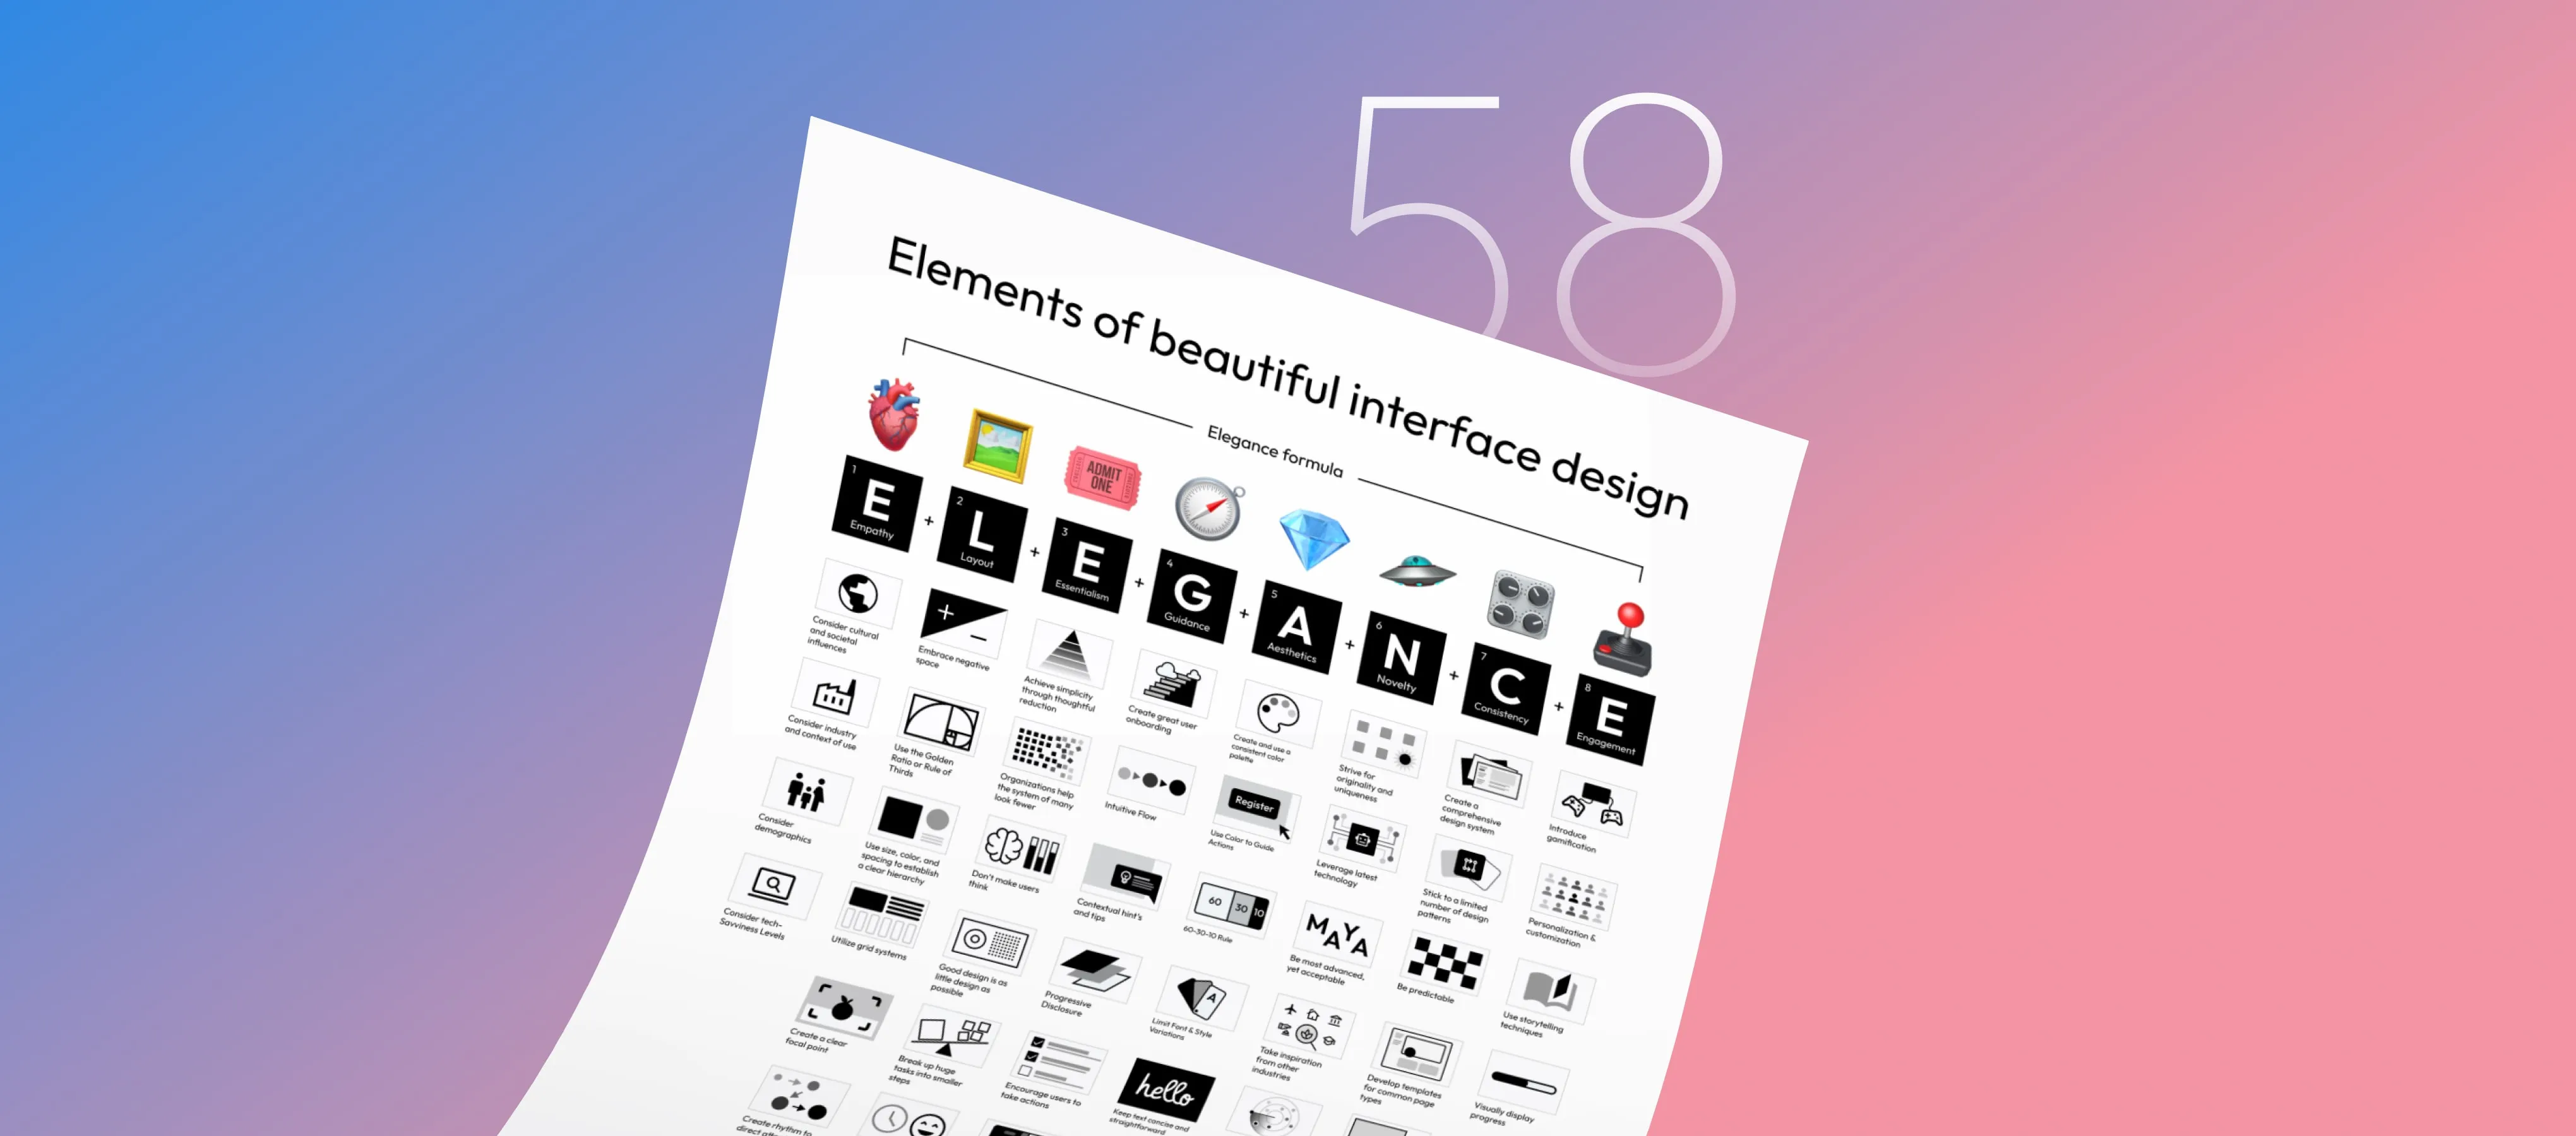 58
Elements of beautiful interface design
Elegance formula
ADMIT
ONE
1
E
Empathy
+
2
L
Layout
+
3
E
Essentialism
+
4
G
Guidance
+
5
A
Aesthetics
+
6
N
Novelty
+
7
C
Consistency
+
8
E
Engagement
Consider cultural
and societal
influences
Consider industry
and context of use
Consider
demographics
Consider tech-
Savviness Levels
+
−
Embrace negative
space
Use the Golden
Ratio or Rule of
Thirds
Use size, color, and
spacing to establish
a clear hierarchy
Utilize grid systems
Create a clear
focal point
Create rhythm to
Achieve simplicity
through thoughtful
reduction
Organizations help
the system of many
look fewer
Don't make users
think
Good design is as
little design as
possible
Break up huge
tasks into smaller
steps
Create great user
onboarding
Intuitive Flow
Contextual hint's
and tips
Progressive
Disclosure
Encourage users to
take actions
Create and use a
consistent color
palette
Register
Use Color to Guide
Actions
60 30 10
60-30-10 Rule
A
Limit Font & Style
Variations
hello
Keep text concise and
straightforward
Strive for
originality and
uniqueness
Leverage latest
technology
MAYA
Be most advanced,
yet acceptable
Take inspiration
from other
industries
Create a
comprehensive
design system
Stick to a limited
number of design
patterns
Be predictable
Develop templates
for common page
types
Introduce
gamification
Personalization &
customization
Use storytelling
techniques
Visually display
progress